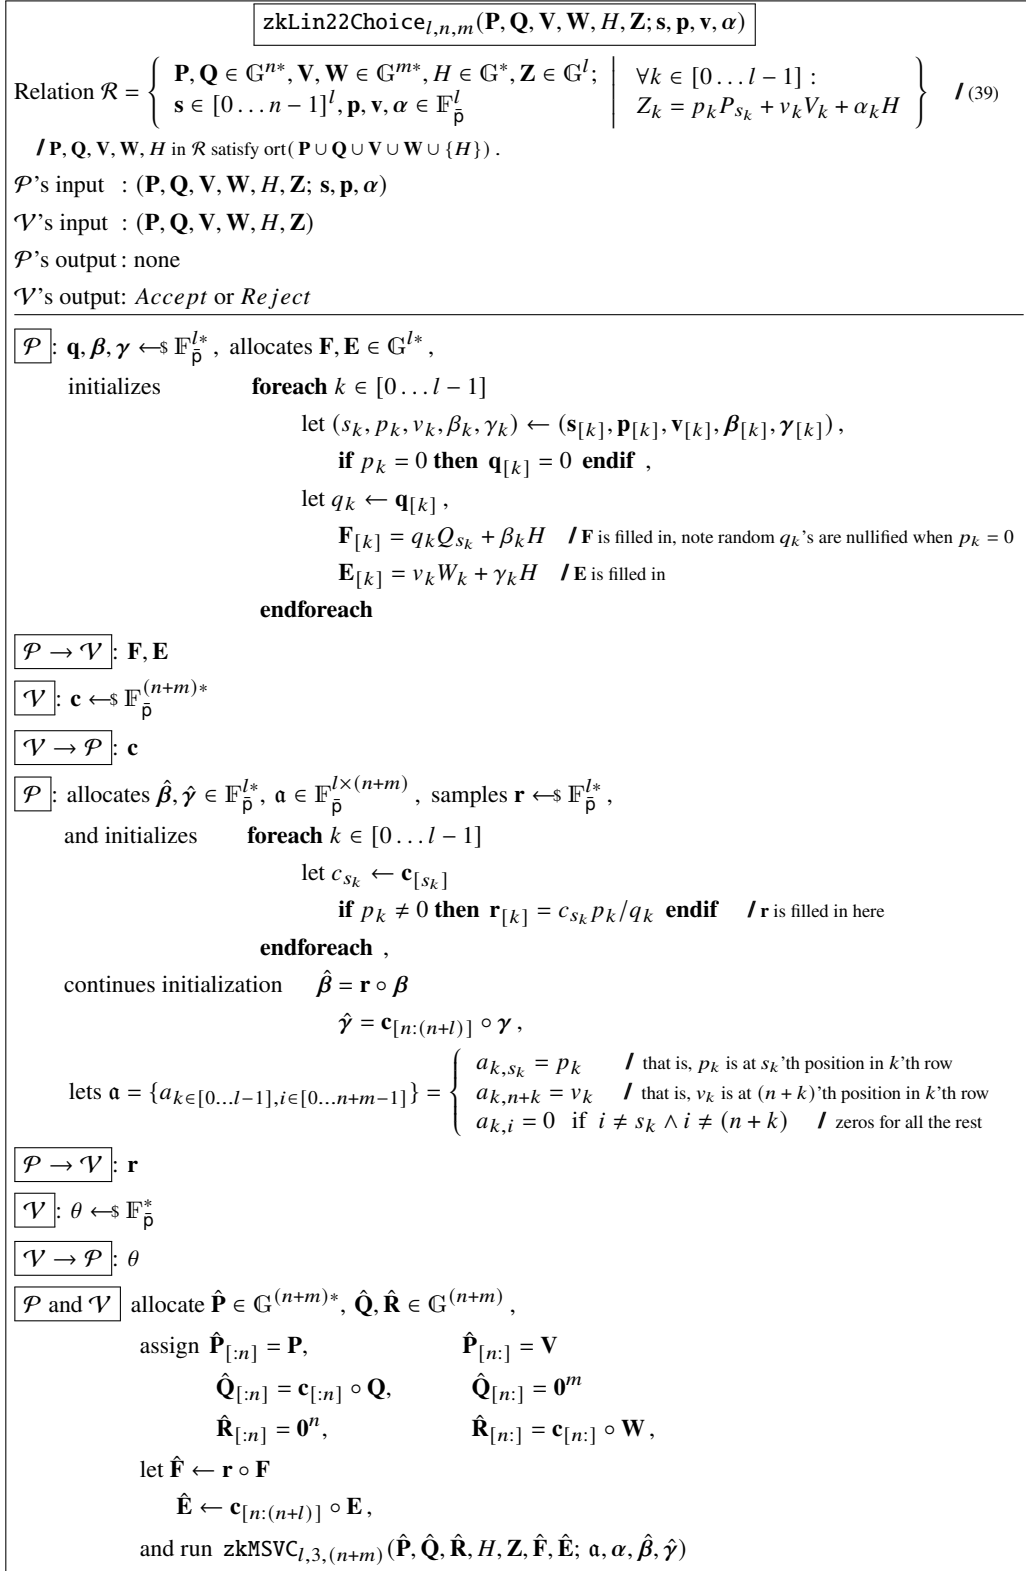 zkLin22Choice_{l,n,m}(P, Q, V, W, H, Z; s, p, v, α)
Relation R = { P, Q ∈ G^{n*}, V, W ∈ G^{m*}, H ∈ G^*, Z ∈ G^l; s ∈ [0 … n − 1]^l, p, v, α ∈ F_p̄^l | ∀k ∈ [0 … l − 1] : Z_k = p_k P_{s_k} + v_k V_k + α_k H } / (39)
/ P, Q, V, W, H in R satisfy ort( P ∪ Q ∪ V ∪ W ∪ {H}) .
P's input : (P, Q, V, W, H, Z; s, p, α)
V's input : (P, Q, V, W, H, Z)
P's output : none
V's output: Accept or Reject
P : q, β, γ ←$ F_p̄^{l*} , allocates F, E ∈ G^{l*} ,
initializes foreach k ∈ [0 … l − 1]
let (s_k, p_k, v_k, β_k, γ_k) ← (s_{[k]}, p_{[k]}, v_{[k]}, β_{[k]}, γ_{[k]}) ,
if p_k = 0 then q_{[k]} = 0 endif ,
let q_k ← q_{[k]} ,
F_{[k]} = q_k Q_{s_k} + β_k H / F is filled in, note random q_k's are nullified when p_k = 0
E_{[k]} = v_k W_k + γ_k H / E is filled in
endforeach
P → V : F, E
V : c ←$ F_p̄^{(n+m)*}
V → P : c
P : allocates β̂, γ̂ ∈ F_p̄^{l*}, 𝔞 ∈ F_p̄^{l×(n+m)} , samples r ←$ F_p̄^{l*} ,
and initializes foreach k ∈ [0 … l − 1]
let c_{s_k} ← c_{[s_k]}
if p_k ≠ 0 then r_{[k]} = c_{s_k} p_k / q_k endif / r is filled in here
endforeach ,
continues initialization β̂ = r ∘ β
γ̂ = c_{[n:(n+l)]} ∘ γ ,
lets 𝔞 = {a_{k∈[0…l−1],i∈[0…n+m−1]}} = { a_{k,s_k} = p_k / that is, p_k is at s_k'th position in k'th row
a_{k,n+k} = v_k / that is, v_k is at (n + k)'th position in k'th row
a_{k,i} = 0 if i ≠ s_k ∧ i ≠ (n + k) / zeros for all the rest
P → V : r
V : θ ←$ F_p̄^*
V → P : θ
P and V allocate P̂ ∈ G^{(n+m)*}, Q̂, R̂ ∈ G^{(n+m)} ,
assign P̂_{[:n]} = P, P̂_{[n:]} = V
Q̂_{[:n]} = c_{[:n]} ∘ Q, Q̂_{[n:]} = 0^m
R̂_{[:n]} = 0^n, R̂_{[n:]} = c_{[n:]} ∘ W ,
let F̂ ← r ∘ F
Ê ← c_{[n:(n+l)]} ∘ E ,
and run zkMSVC_{l,3,(n+m)}(P̂, Q̂, R̂, H, Z, F̂, Ê; 𝔞, α, β̂, γ̂)